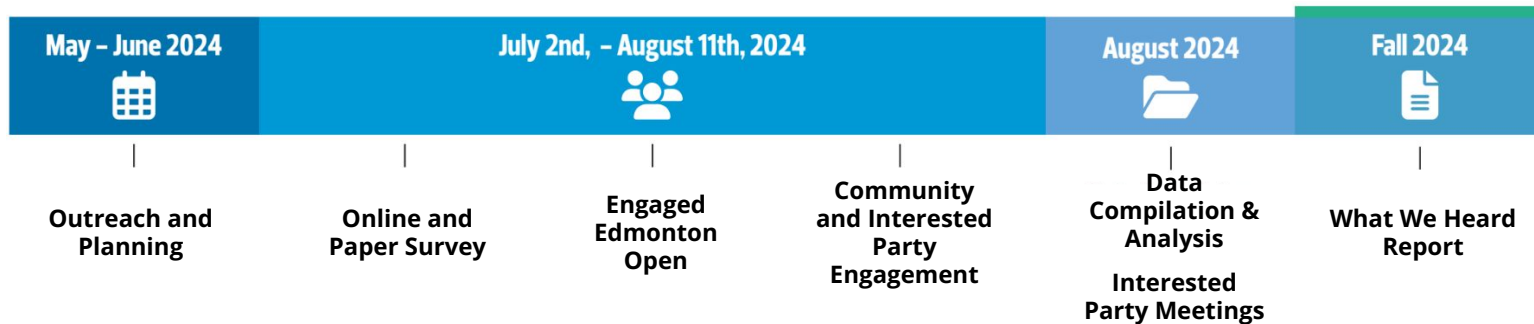 May – June 2024
July 2nd, – August 11th, 2024
August 2024
Fall 2024
Outreach and
Planning
Online and
Paper Survey
Engaged
Edmonton
Open
Community
and Interested
Party
Engagement
Data
Compilation &
Analysis
Interested
Party Meetings
What We Heard
Report